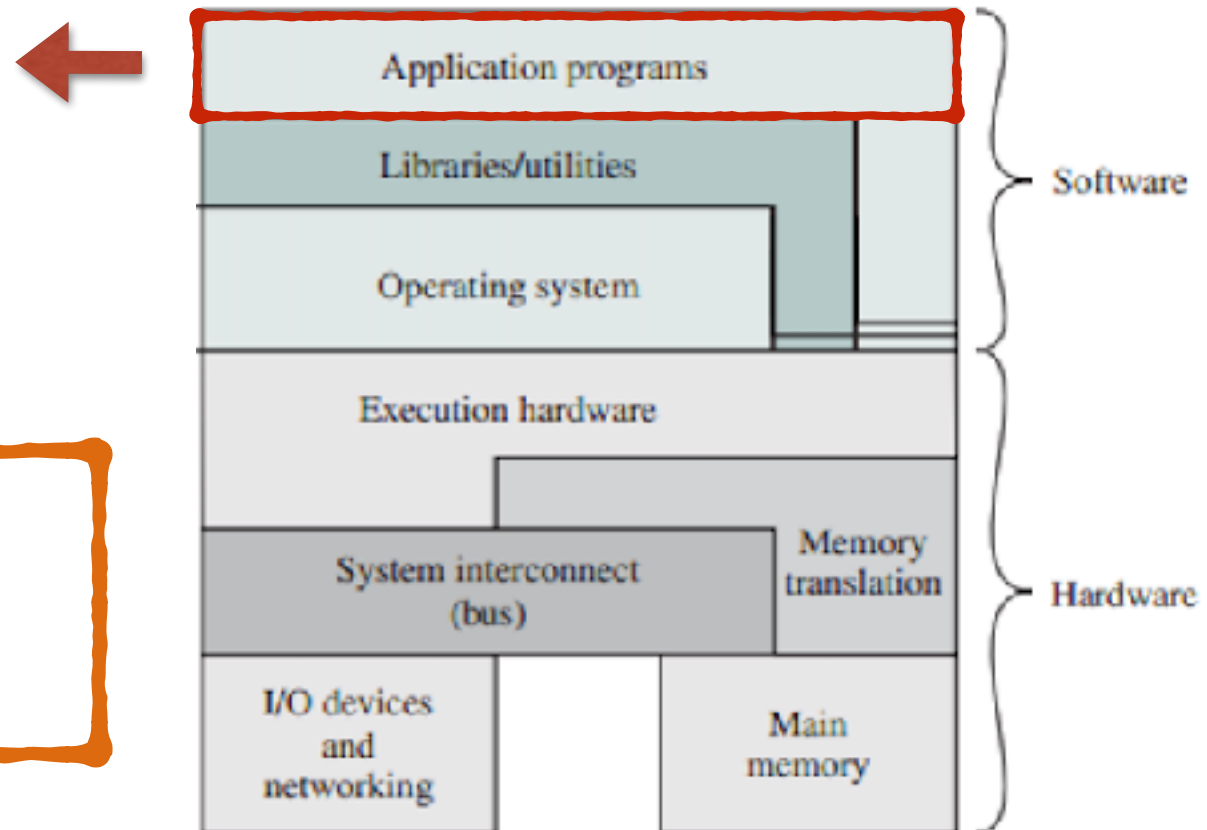 Application programs
Libraries/utilities
Software
Operating system
Execution hardware
Memory
translation
System interconnect
(bus)
Hardware
I/O devices
and
networking
Main
memory